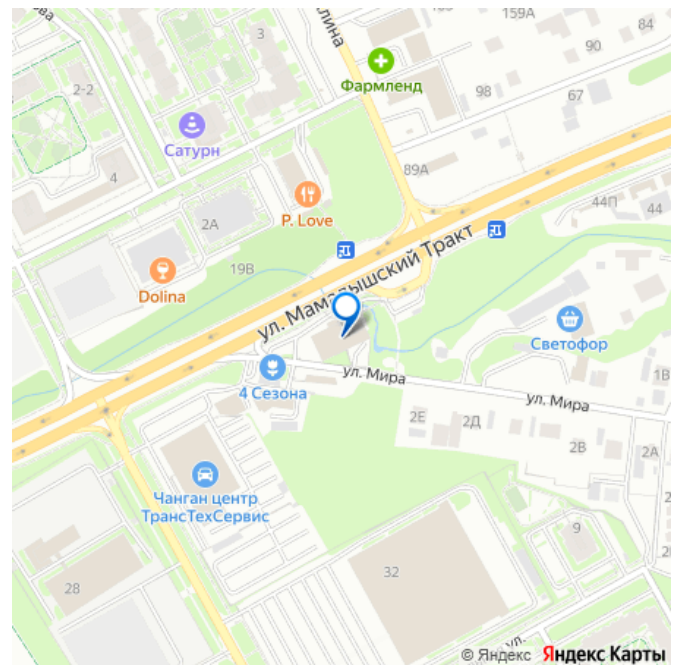 159А
84
3
90
2-2
Фармленд
98
67
Сатурн
4
89А
44П
44
2А
P. Love
19В
Dolina
ул. Мамадышский Тракт
Светофор
4 Сезона
ул. Мира
ул. Мира
1В
2Е
2Д
2В
2А
Чанган центр
ТрансТехСервис
9
32
28
ул.
© Яндекс Яндекс Карты